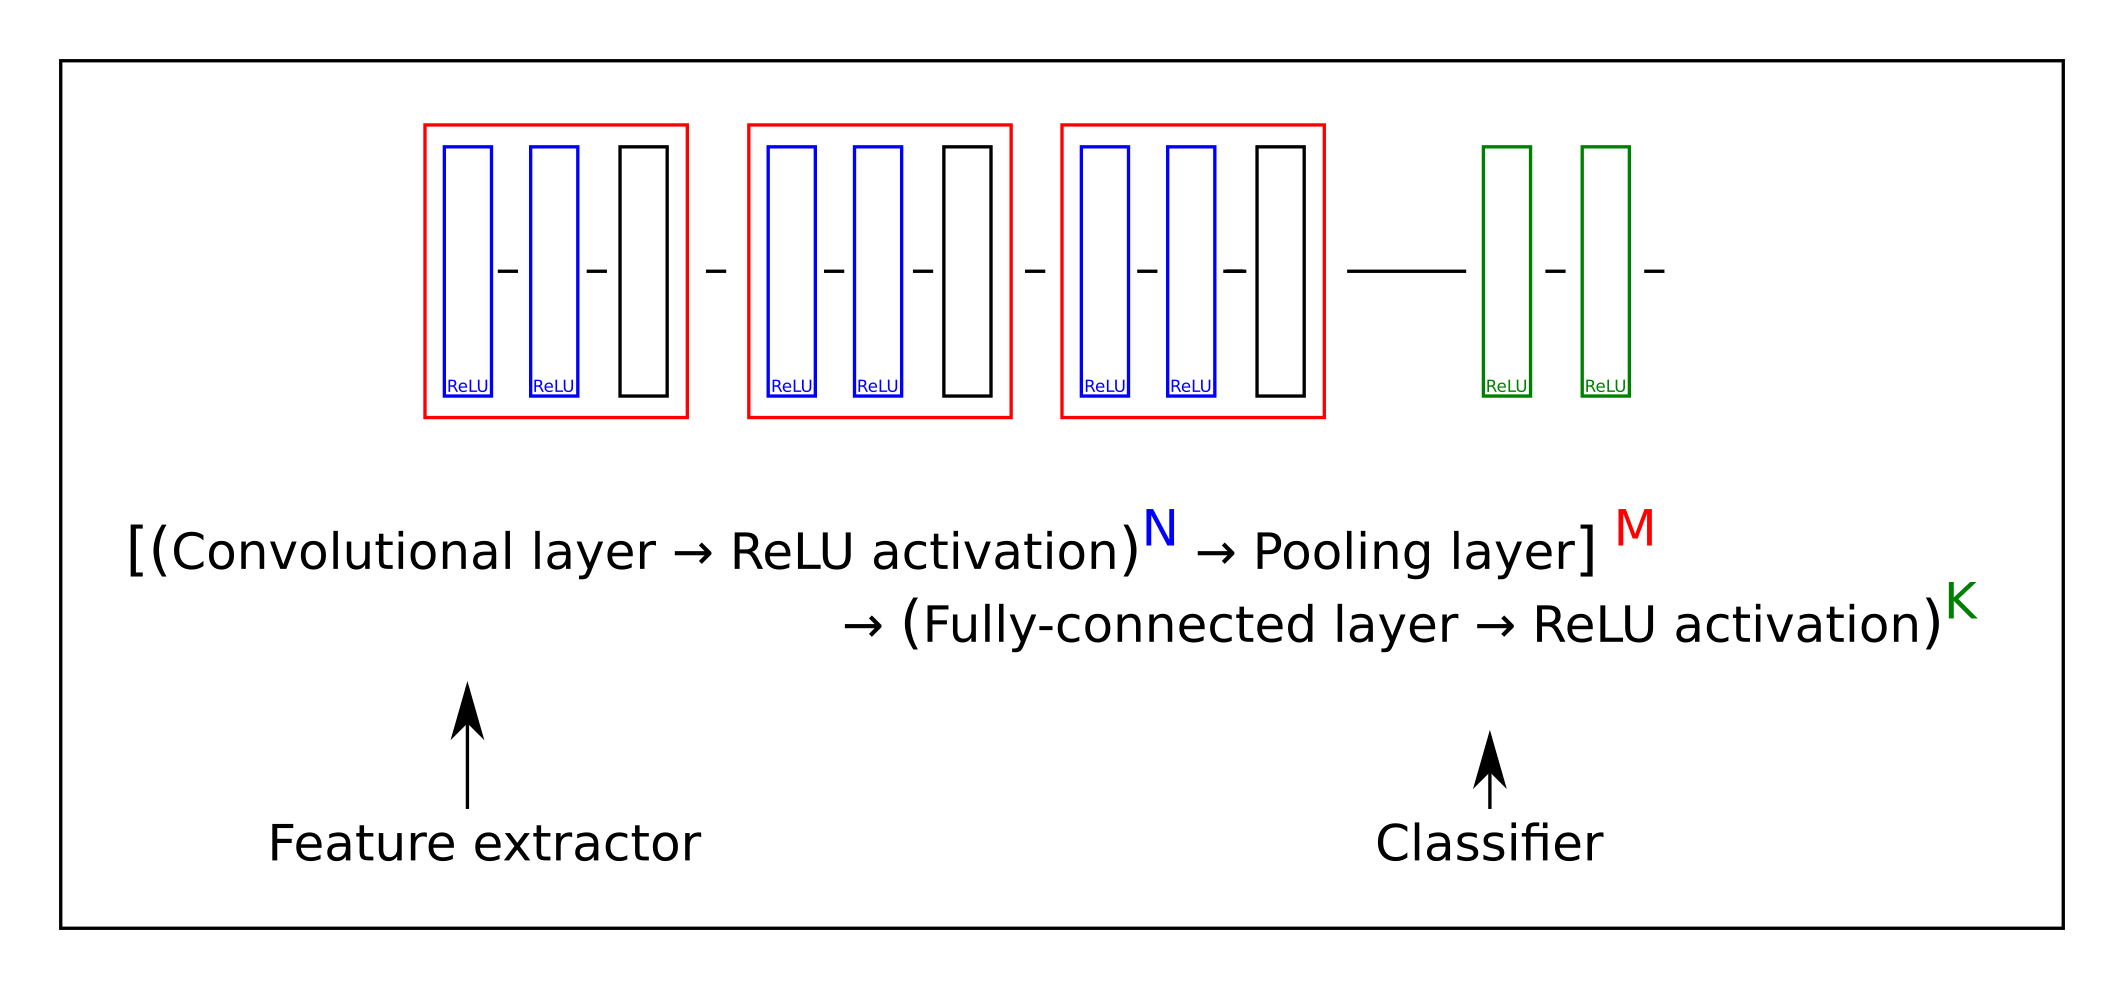 ReLU ReLU ReLU ReLU ReLU ReLU ReLU ReLU
[(Convolutional layer → ReLU activation)N → Pooling layer] M
→ (Fully-connected layer → ReLU activation)K
Feature extractor Classifier